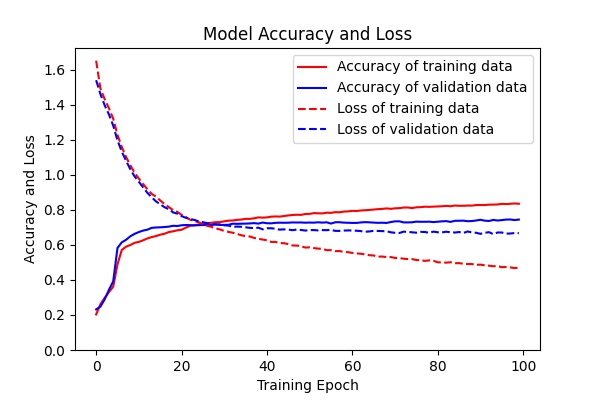 Model Accuracy and Loss
Accuracy of training data
Accuracy of validation data
Loss of training data
Loss of validation data
Accuracy and Loss
1.6
1.4
1.2
1.0
0.8
0.6
0.4
0.2
0.0
0 20 40 60 80 100
Training Epoch